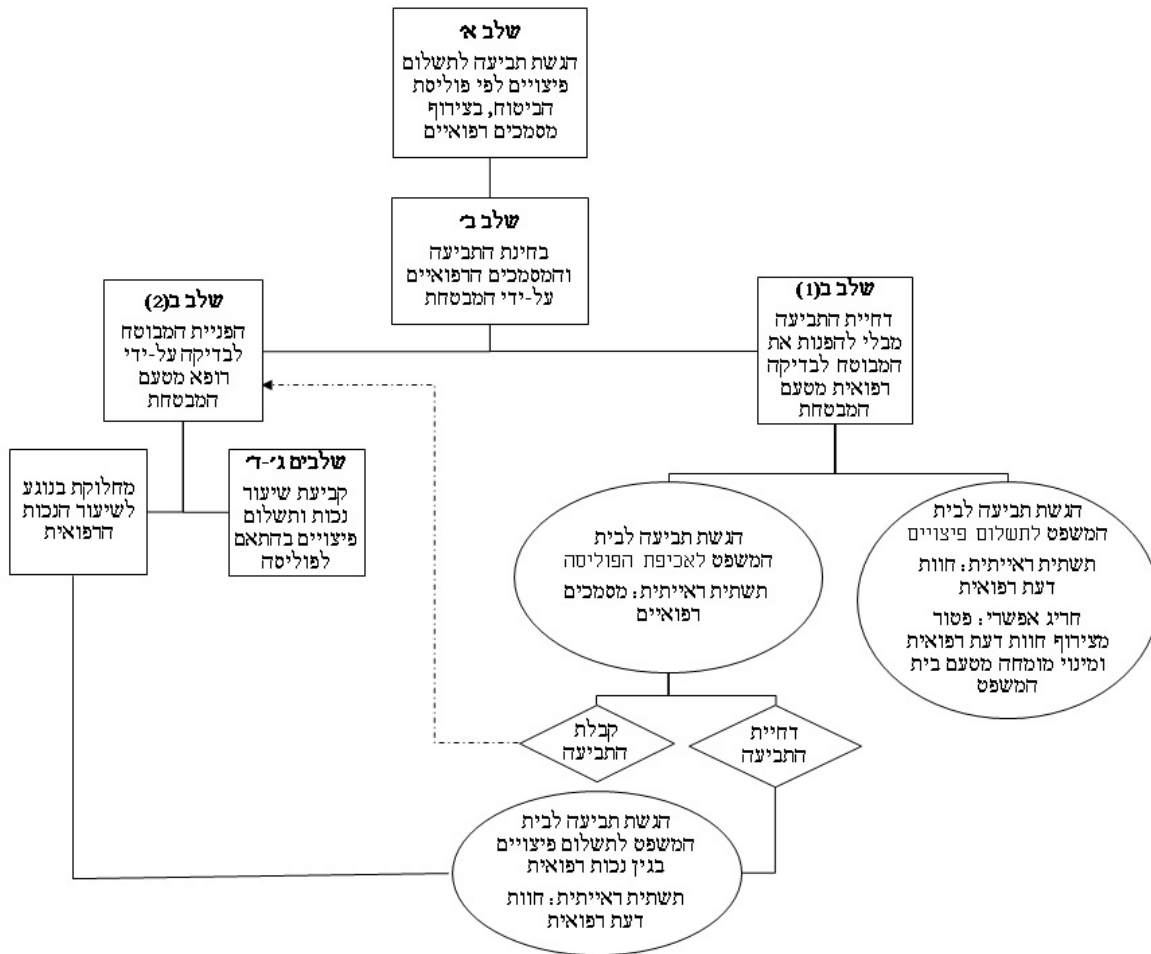 שלב א׳
הגשת תביעה לתשלום
פיצויים לפי פוליסת
הביטוח, בצירוף
מסמכים רפואיים
שלב ב׳
בחינת התביעה
והמסמכים הרפואיים
על-ידי המבטחת
שלב ב(1)
דחיית התביעה
מבלי להפנות את
המבוטח לבדיקה
רפואית מטעם
המבטחת
שלב ב(2)
הפניית המבוטח
לבדיקה על-ידי
רופא מטעם
המבטחת
שלבים ג׳-ד׳
קביעת שיעור
נכות ותשלום
פיצויים בהתאם
לפוליסה
מחלוקת בנוגע
לשיעור הנכות
הרפואית
הגשת תביעה לבית
המשפט לתשלום פיצויים
תשתית ראייתית: חוות
דעת רפואית
חריג אפשרי: פטור
מצירוף חוות דעת רפואית
ומינוי מומחה מטעם בית
המשפט
הגשת תביעה לבית
המשפט לאכיפת הפוליסה
תשתית ראייתית: מסמכים
רפואיים
דחיית
התביעה
קבלת
התביעה
הגשת תביעה לבית
המשפט לתשלום פיצויים
בגין נכות רפואית
תשתית ראייתית: חוות
דעת רפואית